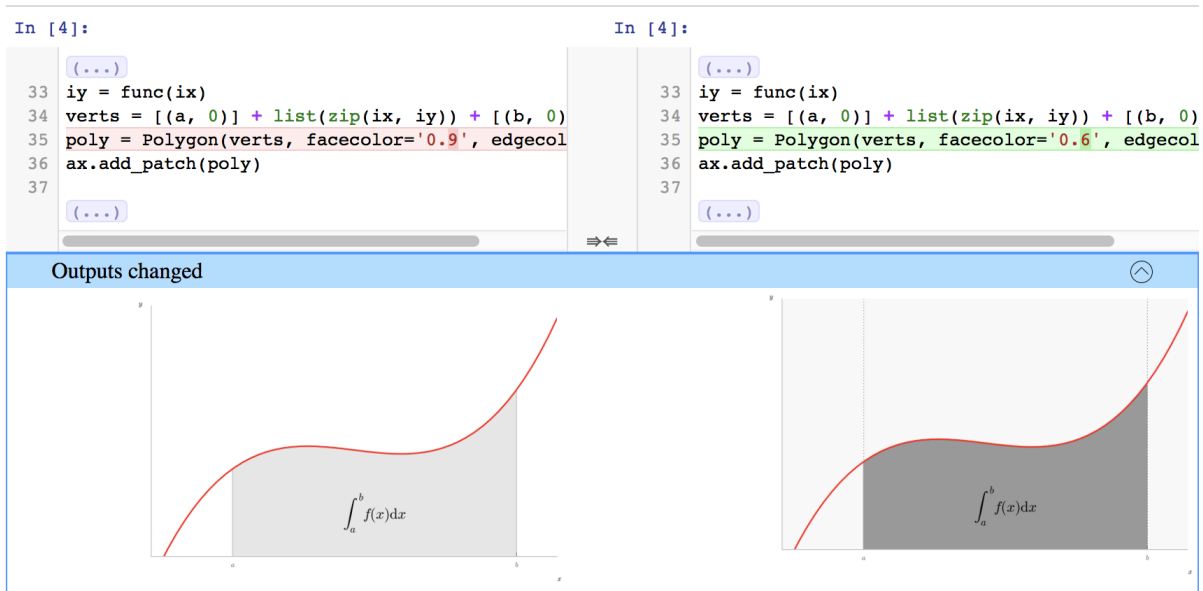 In [4]:
(...)
33 iy = func(ix)
34 verts = [(a, 0)] + list(zip(ix, iy)) + [(b, 0)
35 poly = Polygon(verts, facecolor='0.9', edgecol
36 ax.add_patch(poly)
37
(...)
In [4]:
(...)
33 iy = func(ix)
34 verts = [(a, 0)] + list(zip(ix, iy)) + [(b, 0)
35 poly = Polygon(verts, facecolor='0.6', edgecol
36 ax.add_patch(poly)
37
(...)
Outputs changed
y
∫_a^b f(x)dx
a b
x
y
∫_a^b f(x)dx
a b
x